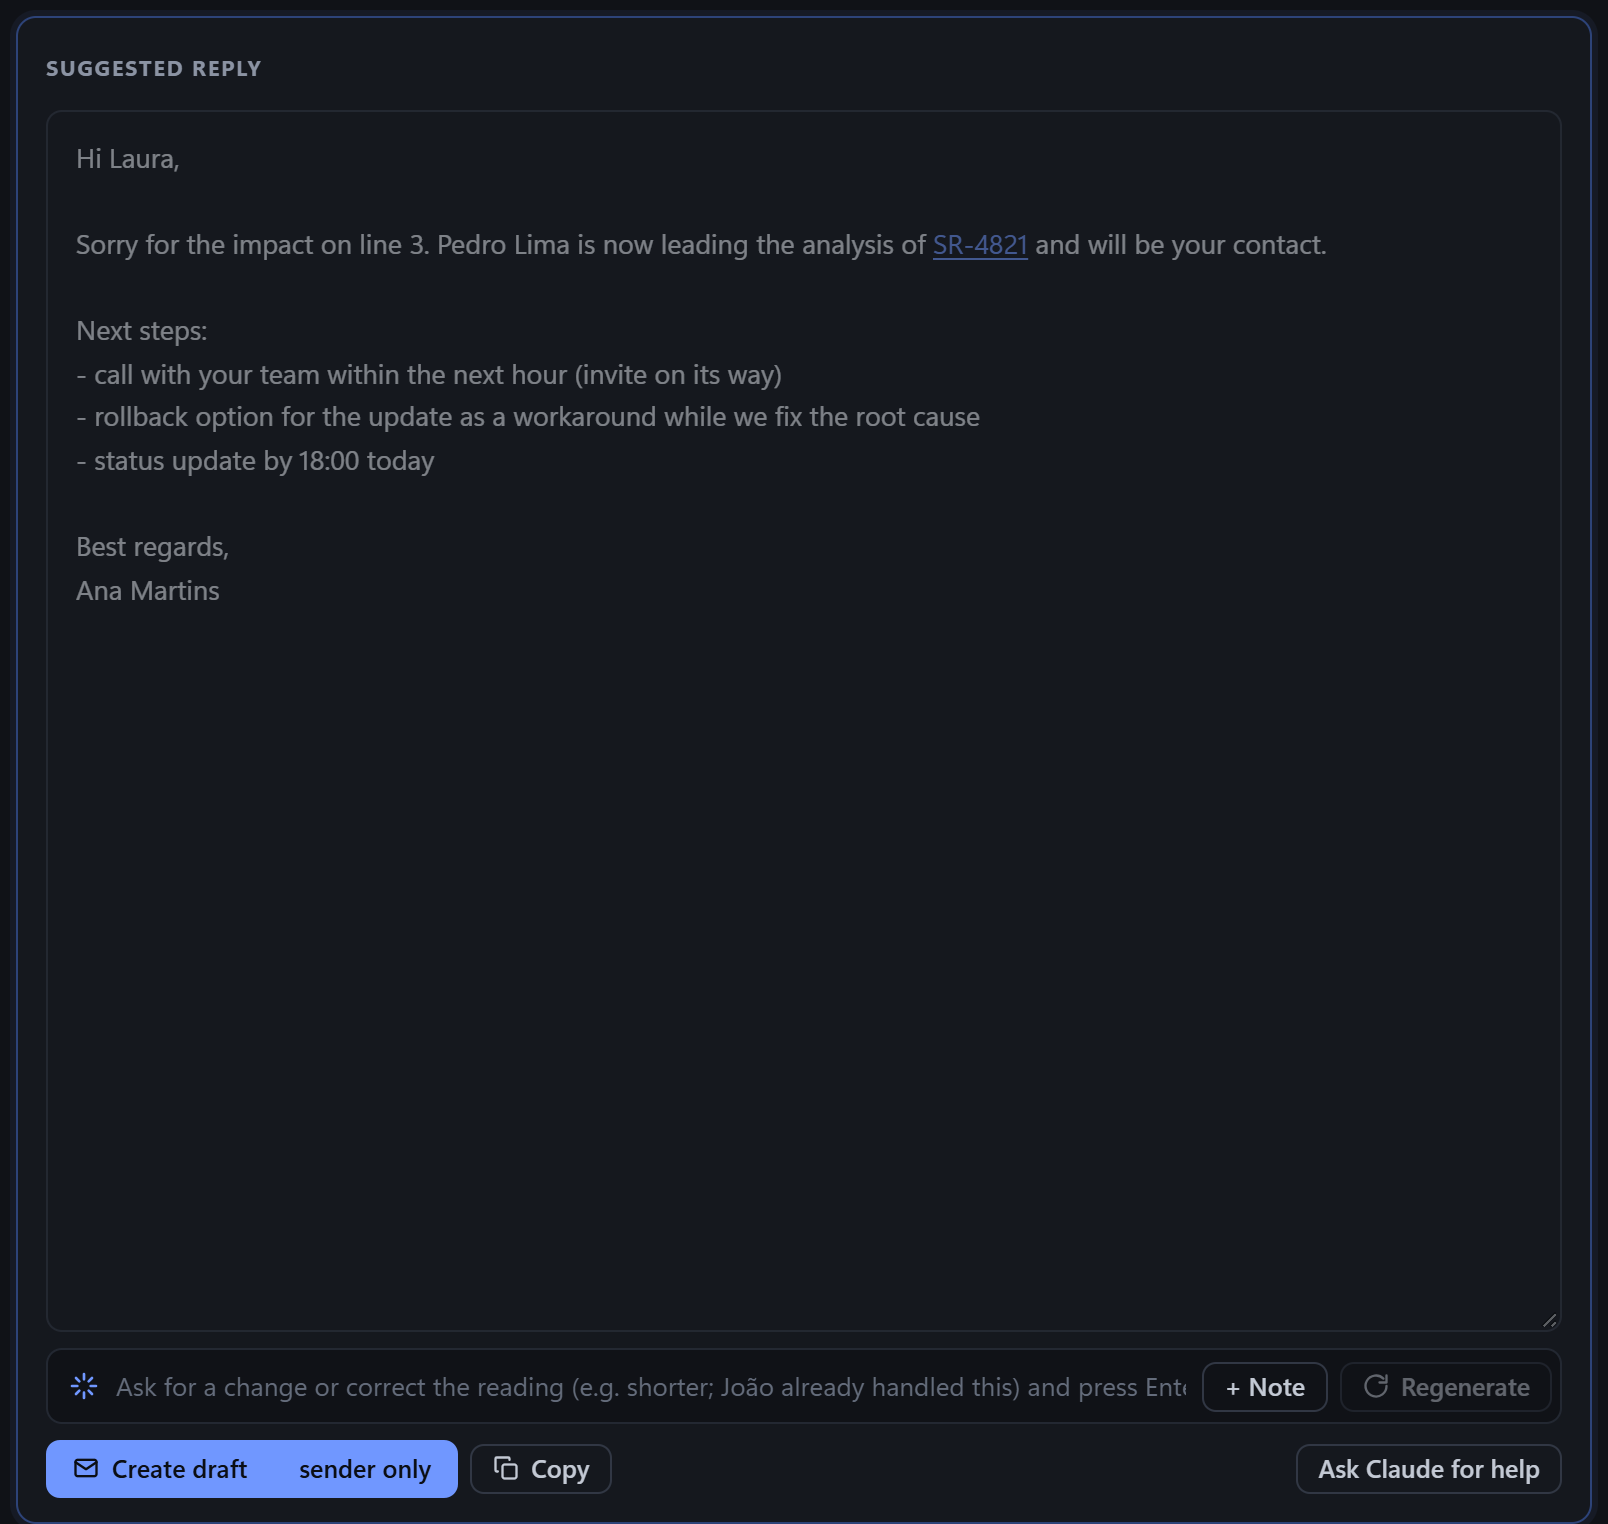 SUGGESTED REPLY
Hi Laura,
Sorry for the impact on line 3. Pedro Lima is now leading the analysis of SR-4821 and will be your contact.
Next steps:
- call with your team within the next hour (invite on its way)
- rollback option for the update as a workaround while we fix the root cause
- status update by 18:00 today
Best regards,
Ana Martins
Ask for a change or correct the reading (e.g. shorter; João already handled this) and press Ente
+ Note
Regenerate
Create draft
sender only
Copy
Ask Claude for help